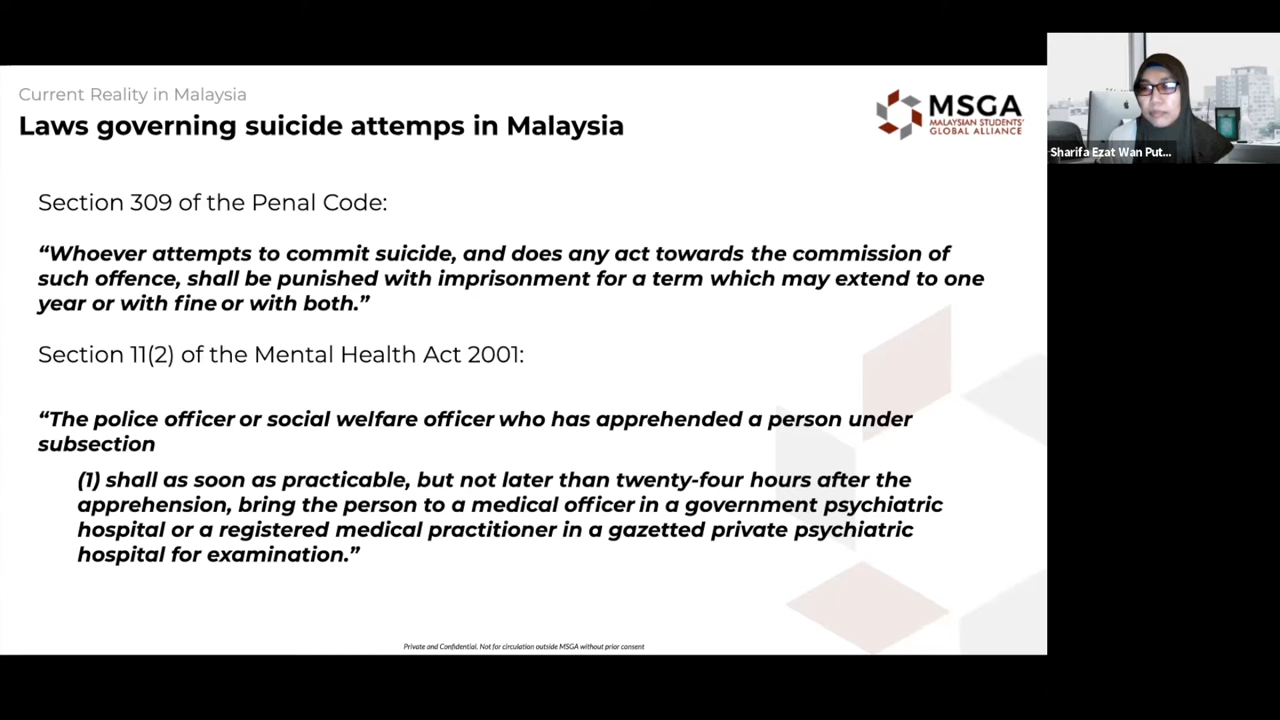 Current Reality in Malaysia
Laws governing suicide attemps in Malaysia
MSGA
MALAYSIAN STUDENTS'
GLOBAL ALLIANCE
Sharifa Ezat Wan Put...
Section 309 of the Penal Code:
“Whoever attempts to commit suicide, and does any act towards the commission of
such offence, shall be punished with imprisonment for a term which may extend to one
year or with fine or with both.”
Section 11(2) of the Mental Health Act 2001:
“The police officer or social welfare officer who has apprehended a person under
subsection
(1) shall as soon as practicable, but not later than twenty-four hours after the
apprehension, bring the person to a medical officer in a government psychiatric
hospital or a registered medical practitioner in a gazetted private psychiatric
hospital for examination.”
Private and Confidential. Not for circulation outside MSGA without prior consent